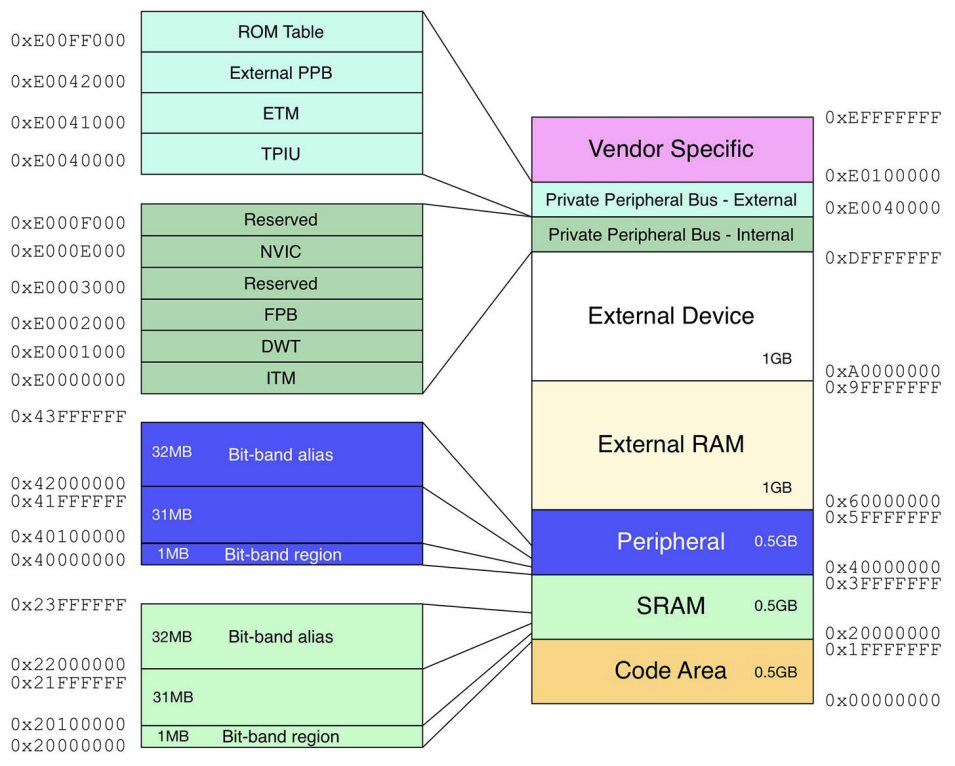 0xE00FF000
ROM Table
0xE0042000
External PPB
0xE0041000
ETM
0xE0040000
TPIU
0xE000F000
Reserved
0xE000E000
NVIC
0xE0003000
Reserved
0xE0002000
FPB
0xE0001000
DWT
0xE0000000
ITM
0x43FFFFFF
32MB Bit-band alias
0x42000000
0x41FFFFFF
31MB
0x40100000
1MB Bit-band region
0x40000000
0x23FFFFFF
32MB Bit-band alias
0x22000000
0x21FFFFFF
31MB
0x20100000
1MB Bit-band region
0x20000000
0xEFFFFFFF
Vendor Specific
0xE0100000
Private Peripheral Bus - External
0xE0040000
Private Peripheral Bus - Internal
0xDFFFFFFF
External Device
1GB
0xA0000000
0x9FFFFFFF
External RAM
1GB
0x60000000
0x5FFFFFFF
Peripheral 0.5GB
0x40000000
0x3FFFFFFF
SRAM 0.5GB
0x20000000
0x1FFFFFFF
Code Area 0.5GB
0x00000000